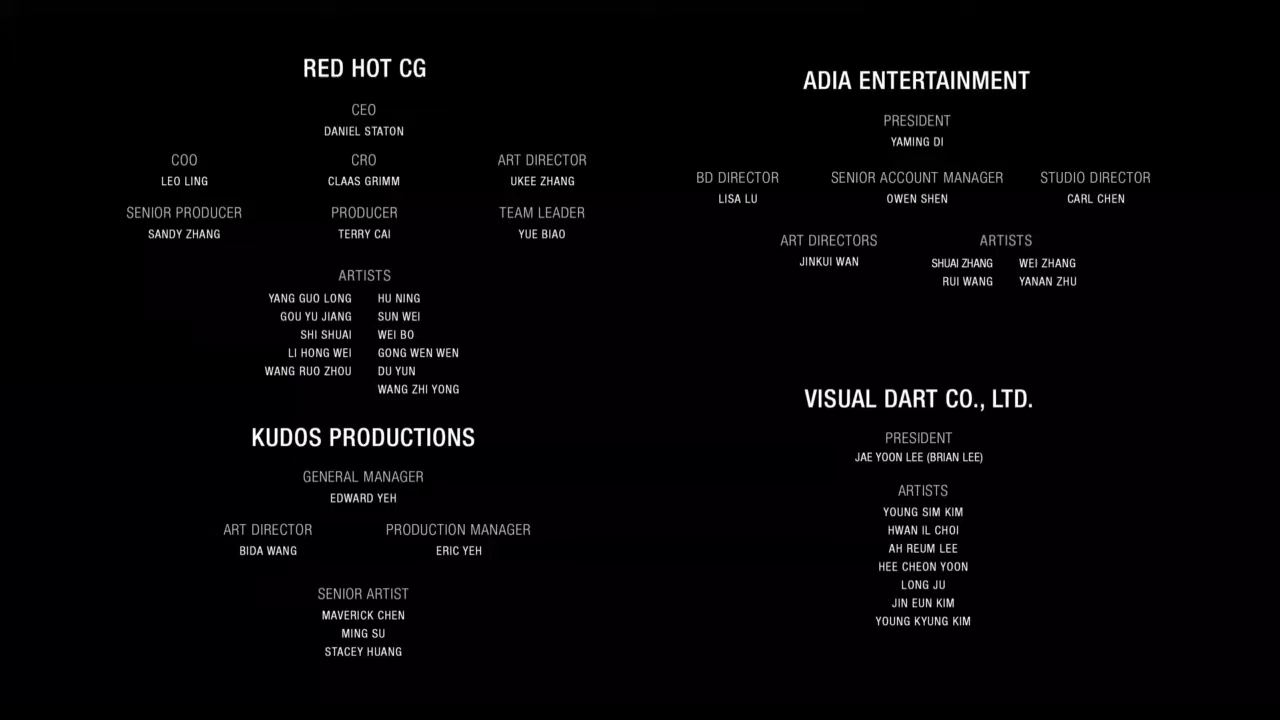 RED HOT CG
CEO
DANIEL STATON
COO CRO ART DIRECTOR
LEO LING CLAAS GRIMM UKEE ZHANG
SENIOR PRODUCER PRODUCER TEAM LEADER
SANDY ZHANG TERRY CAI YUE BIAO
ARTISTS
YANG GUO LONG HU NING
GOU YU JIANG SUN WEI
SHI SHUAI WEI BO
LI HONG WEI GONG WEN WEN
WANG RUO ZHOU DU YUN
WANG ZHI YONG
KUDOS PRODUCTIONS
GENERAL MANAGER
EDWARD YEH
ART DIRECTOR PRODUCTION MANAGER
BIDA WANG ERIC YEH
SENIOR ARTIST
MAVERICK CHEN
MING SU
STACEY HUANG
ADIA ENTERTAINMENT
PRESIDENT
YAMING DI
BD DIRECTOR SENIOR ACCOUNT MANAGER STUDIO DIRECTOR
LISA LU OWEN SHEN CARL CHEN
ART DIRECTORS ARTISTS
JINKUI WAN SHUAI ZHANG WEI ZHANG
RUI WANG YANAN ZHU
VISUAL DART CO., LTD.
PRESIDENT
JAE YOON LEE (BRIAN LEE)
ARTISTS
YOUNG SIM KIM
HWAN IL CHOI
AH REUM LEE
HEE CHEON YOON
LONG JU
JIN EUN KIM
YOUNG KYUNG KIM